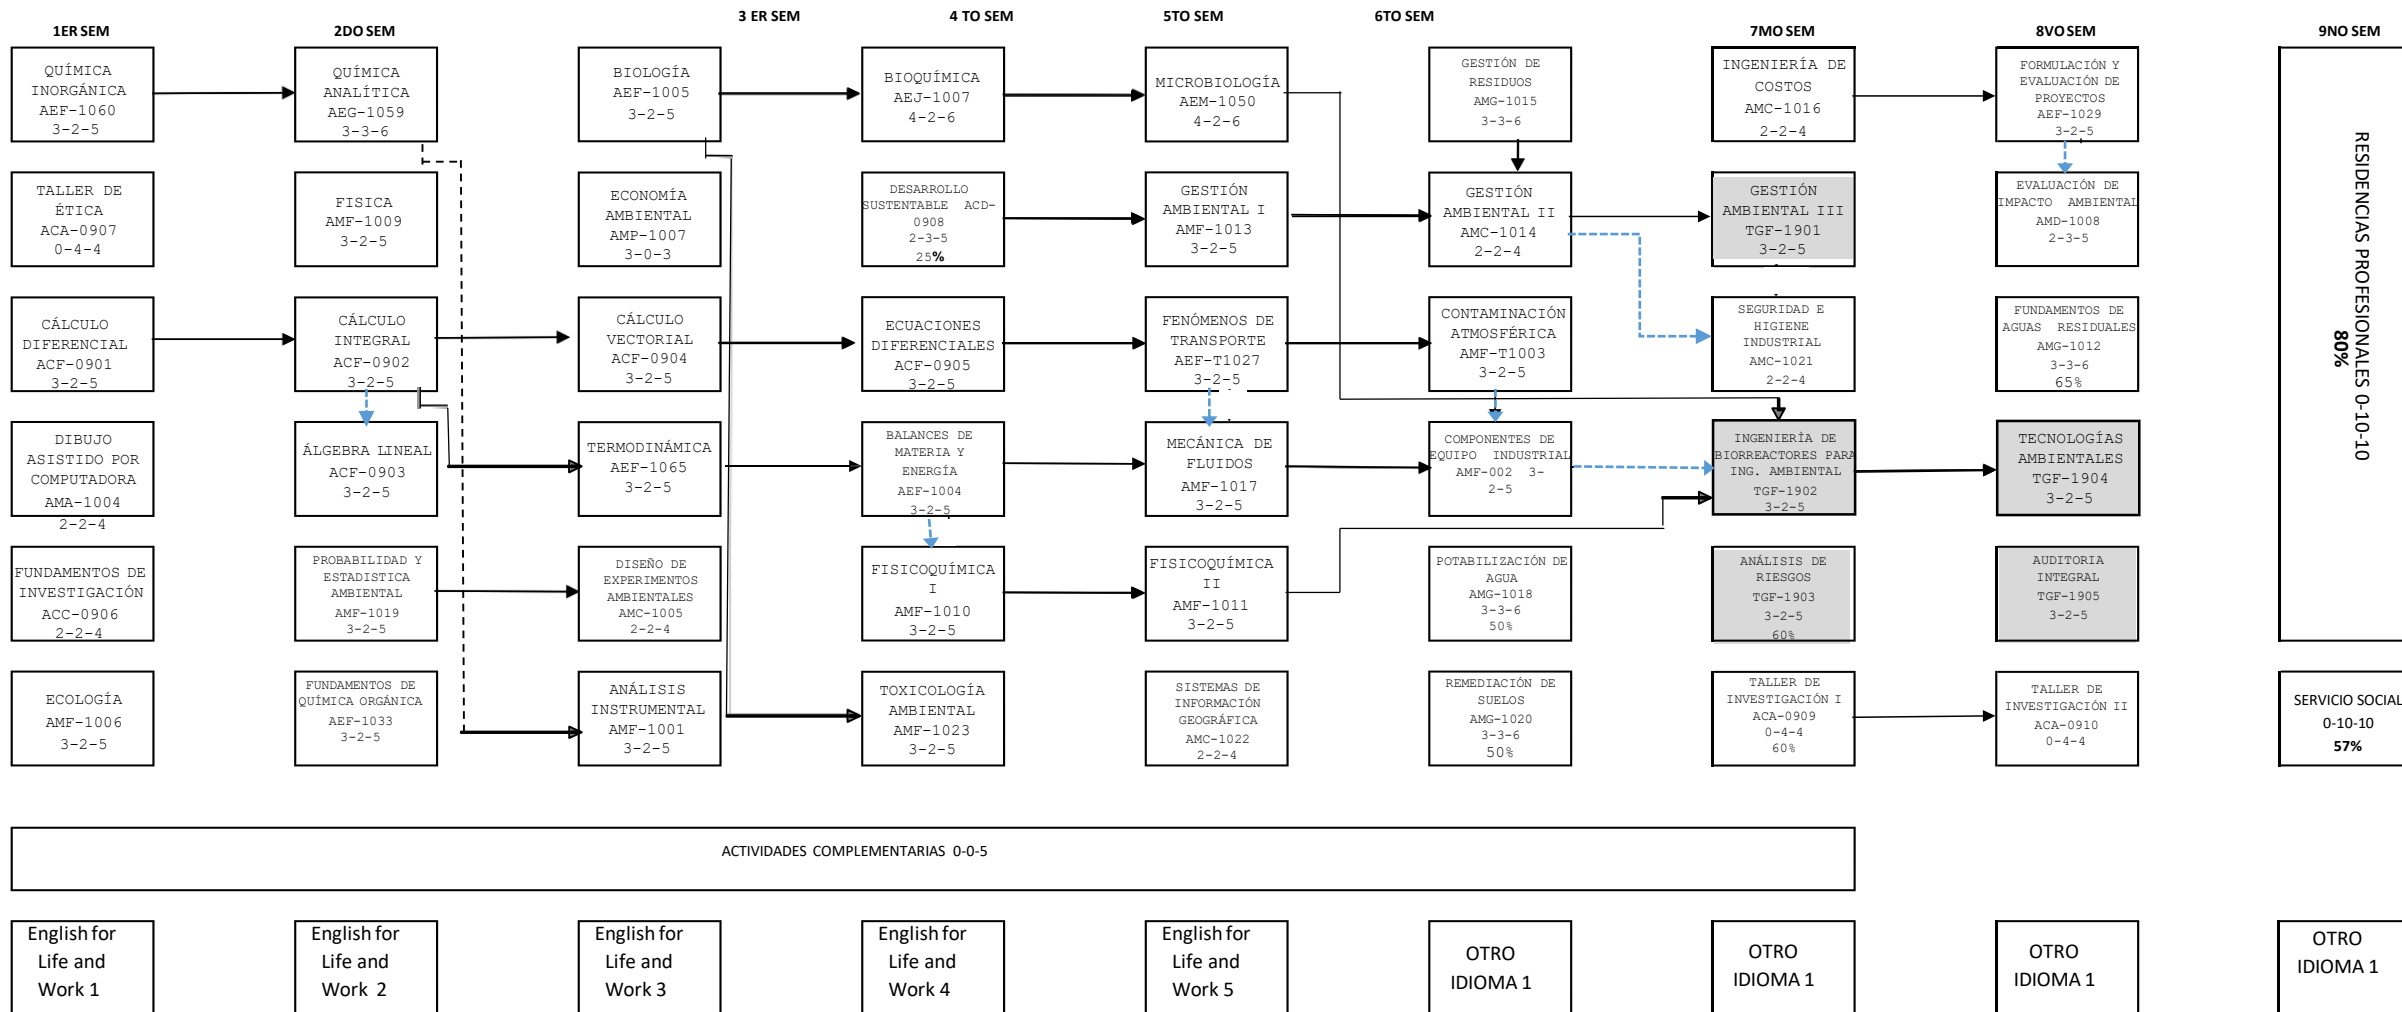 3 ER SEM
4 TO SEM
5TO SEM
6TO SEM
1ER SEM
2DO SEM
7MO SEM
8VO SEM
9NO SEM
QUÍMICA
INORGÁNICA
AEF-1060
3-2-5
QUÍMICA
ANALÍTICA
AEG-1059
3-3-6
BIOLOGÍA
AEF-1005
3-2-5
BIOQUÍMICA
AEJ-1007
4-2-6
MICROBIOLOGÍA
AEM-1050
4-2-6
GESTIÓN DE
RESIDUOS
AMG-1015
3-3-6
INGENIERÍA DE
COSTOS
AMC-1016
2-2-4
FORMULACIÓN Y
EVALUACIÓN DE
PROYECTOS
AEF-1029
3-2-5
RESIDENCIAS PROFESIONALES 0-10-10
80%
TALLER DE
ÉTICA
ACA-0907
0-4-4
FISICA
AMF-1009
3-2-5
ECONOMÍA
AMBIENTAL
AMP-1007
3-0-3
DESARROLLO
SUSTENTABLE ACD-
0908
2-3-5
25%
GESTIÓN
AMBIENTAL I
AMF-1013
3-2-5
GESTIÓN
AMBIENTAL II
AMC-1014
2-2-4
GESTIÓN
AMBIENTAL III
TGF-1901
3-2-5
EVALUACIÓN DE
IMPACTO AMBIENTAL
AMD-1008
2-3-5
CÁLCULO
DIFERENCIAL
ACF-0901
3-2-5
CÁLCULO
INTEGRAL
ACF-0902
3-2-5
CÁLCULO
VECTORIAL
ACF-0904
3-2-5
ECUACIONES
DIFERENCIALES
ACF-0905
3-2-5
FENÓMENOS DE
TRANSPORTE
AEF-T1027
3-2-5
CONTAMINACIÓN
ATMOSFÉRICA
AMF-T1003
3-2-5
SEGURIDAD E
HIGIENE
INDUSTRIAL
AMC-1021
2-2-4
FUNDAMENTOS DE
AGUAS RESIDUALES
AMG-1012
3-3-6
65%
DIBUJO
ASISTIDO POR
COMPUTADORA
AMA-1004
2-2-4
ÁLGEBRA LINEAL
ACF-0903
3-2-5
TERMODINÁMICA
AEF-1065
3-2-5
BALANCES DE
MATERIA Y
ENERGÍA
AEF-1004
3-2-5
MECÁNICA DE
FLUIDOS
AMF-1017
3-2-5
COMPONENTES DE
EQUIPO INDUSTRIAL
AMF-002 3-
2-5
INGENIERÌA DE
BIORREACTORES PARA
ING. AMBIENTAL
TGF-1902
3-2-5
TECNOLOGÍAS
AMBIENTALES
TGF-1904
3-2-5
FUNDAMENTOS DE
INVESTIGACIÓN
ACC-0906
2-2-4
PROBABILIDAD Y
ESTADISTICA
AMBIENTAL
AMF-1019
3-2-5
DISEÑO DE
EXPERIMENTOS
AMBIENTALES
AMC-1005
2-2-4
FISICOQUÍMICA
I
AMF-1010
3-2-5
FISICOQUÍMICA
II
AMF-1011
3-2-5
POTABILIZACIÓN DE
AGUA
AMG-1018
3-3-6
50%
ANÁLISIS DE
RIESGOS
TGF-1903
3-2-5
60%
AUDITORIA
INTEGRAL
TGF-1905
3-2-5
ECOLOGÍA
AMF-1006
3-2-5
FUNDAMENTOS DE
QUÍMICA ORGÁNICA
AEF-1033
3-2-5
ANÁLISIS
INSTRUMENTAL
AMF-1001
3-2-5
TOXICOLOGÍA
AMBIENTAL
AMF-1023
3-2-5
SISTEMAS DE
INFORMACIÓN
GEOGRÁFICA
AMC-1022
2-2-4
REMEDIACIÓN DE
SUELOS
AMG-1020
3-3-6
50%
TALLER DE
INVESTIGACIÓN I
ACA-0909
0-4-4
60%
TALLER DE
INVESTIGACIÓN II
ACA-0910
0-4-4
SERVICIO SOCIAL
0-10-10
57%
ACTIVIDADES COMPLEMENTARIAS 0-0-5
English for
Life and
Work 1
English for
Life and
Work 2
English for
Life and
Work 3
English for
Life and
Work 4
English for
Life and
Work 5
OTRO
IDIOMA 1
OTRO
IDIOMA 1
OTRO
IDIOMA 1
OTRO
IDIOMA 1